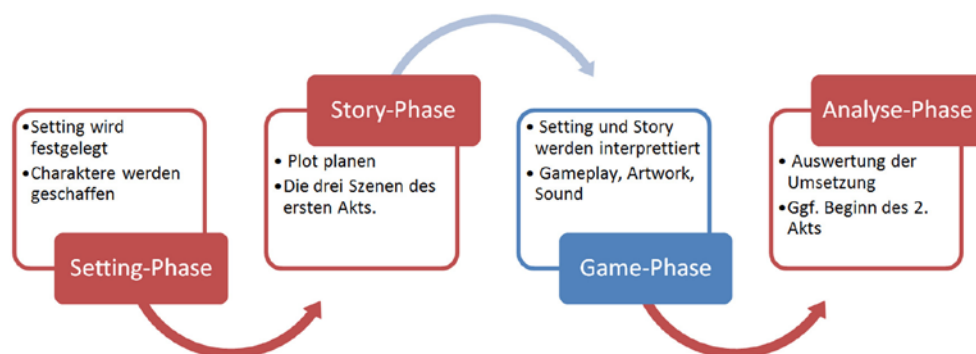 •Setting wird
festgelegt
•Charaktere werden
geschaffen
Setting-Phase
Story-Phase
• Plot planen
•Die drei Szenen des
ersten Akts.
• Setting und Story
werden interprettiert
• Gameplay, Artwork,
Sound
Game-Phase
Analyse-Phase
• Auswertung der
Umsetzung
•Ggf. Beginn des 2.
Akts